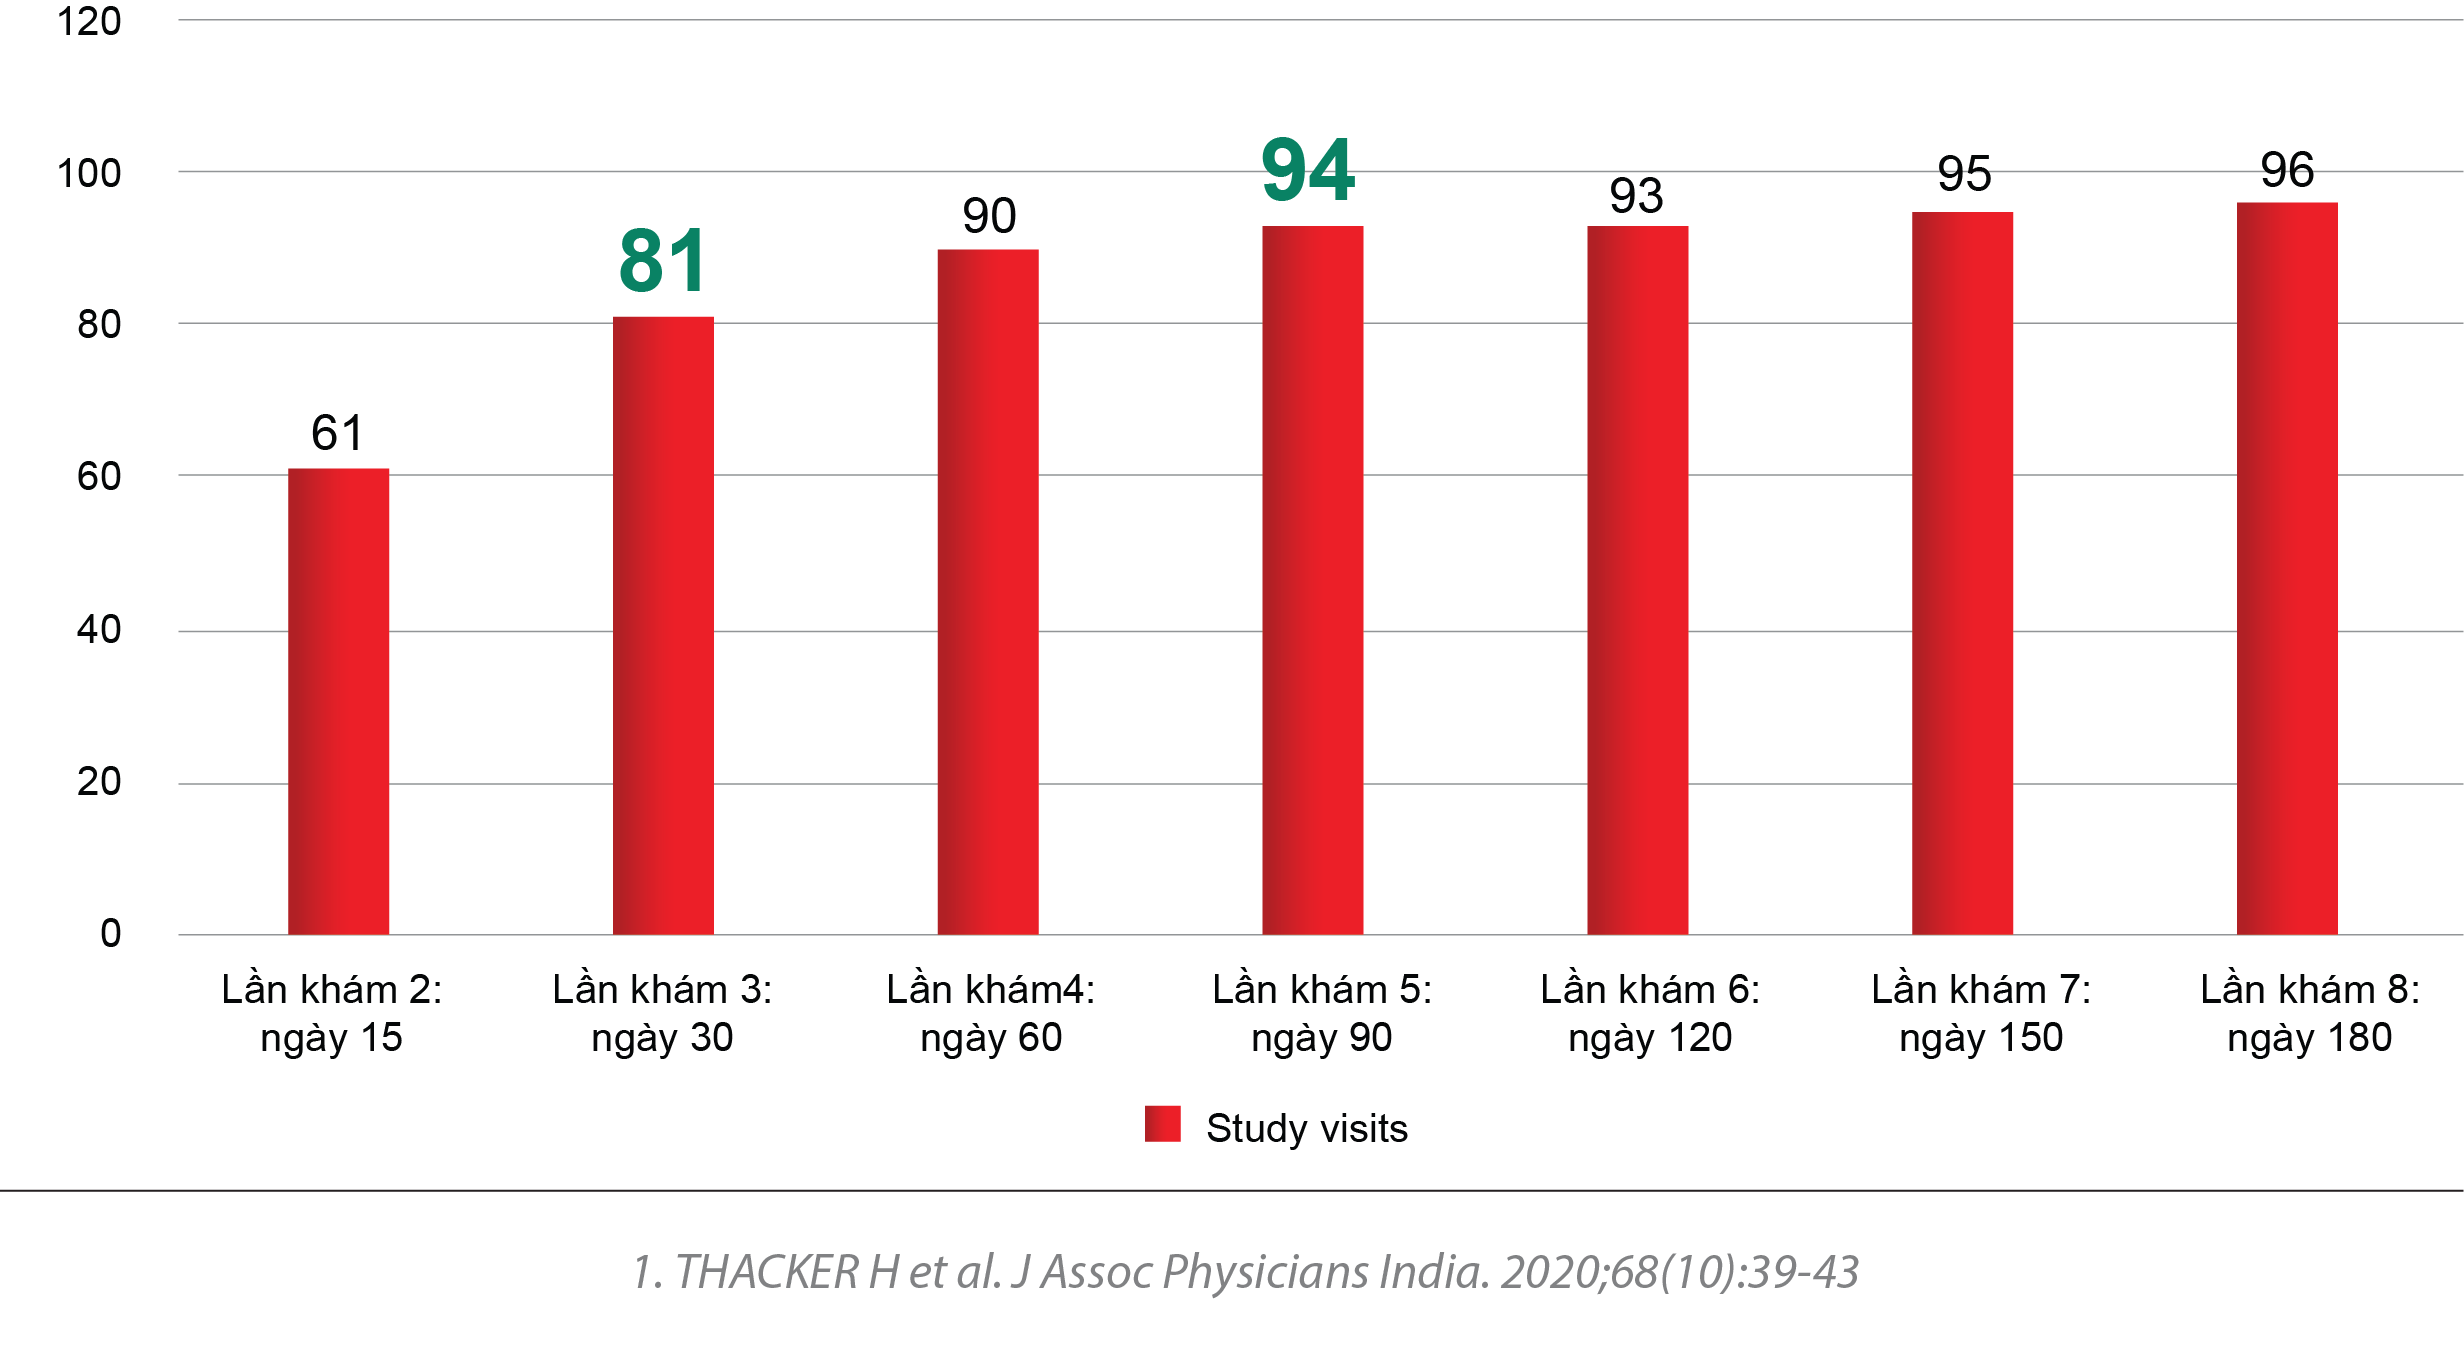 120
100
80
60
40
20
0
61
81
90
94
93
95
96
Lần khám 2:
ngày 15
Lần khám 3:
ngày 30
Lần khám4:
ngày 60
Lần khám 5:
ngày 90
Lần khám 6:
ngày 120
Lần khám 7:
ngày 150
Lần khám 8:
ngày 180
Study visits
1. THACKER H et al. J Assoc Physicians India. 2020;68(10):39-43